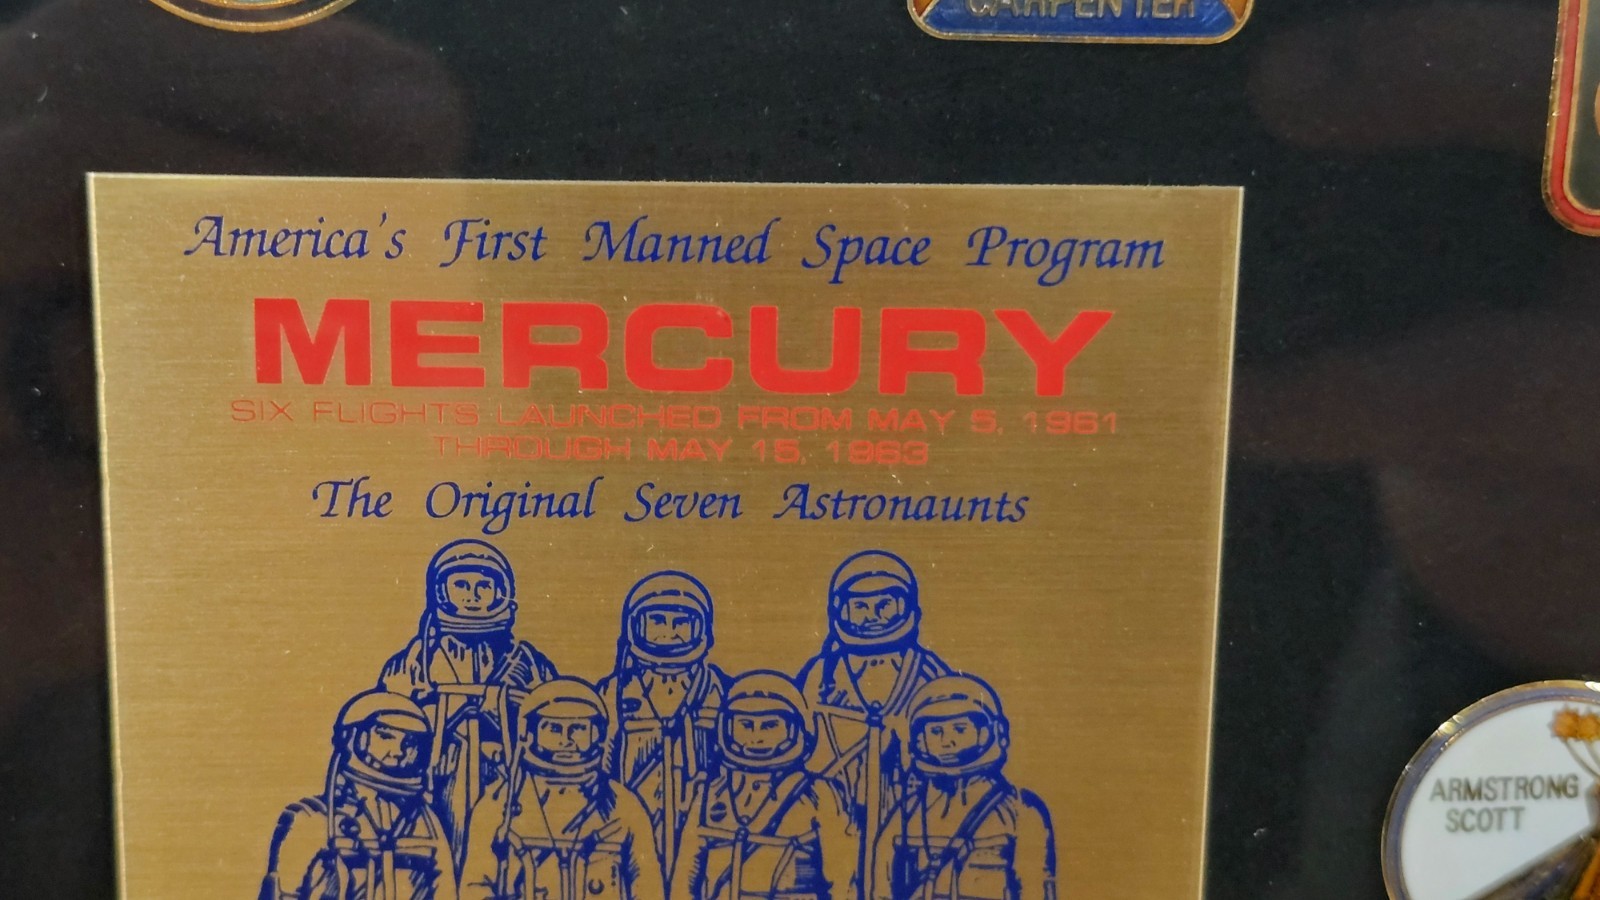 CARPENTER
America's First Manned Space Program
MERCURY
SIX FLIGHTS LAUNCHED FROM MAY 5, 1961
THROUGH MAY 15, 1963
The Original Seven Astronaunts
ARMSTRONG
SCOTT